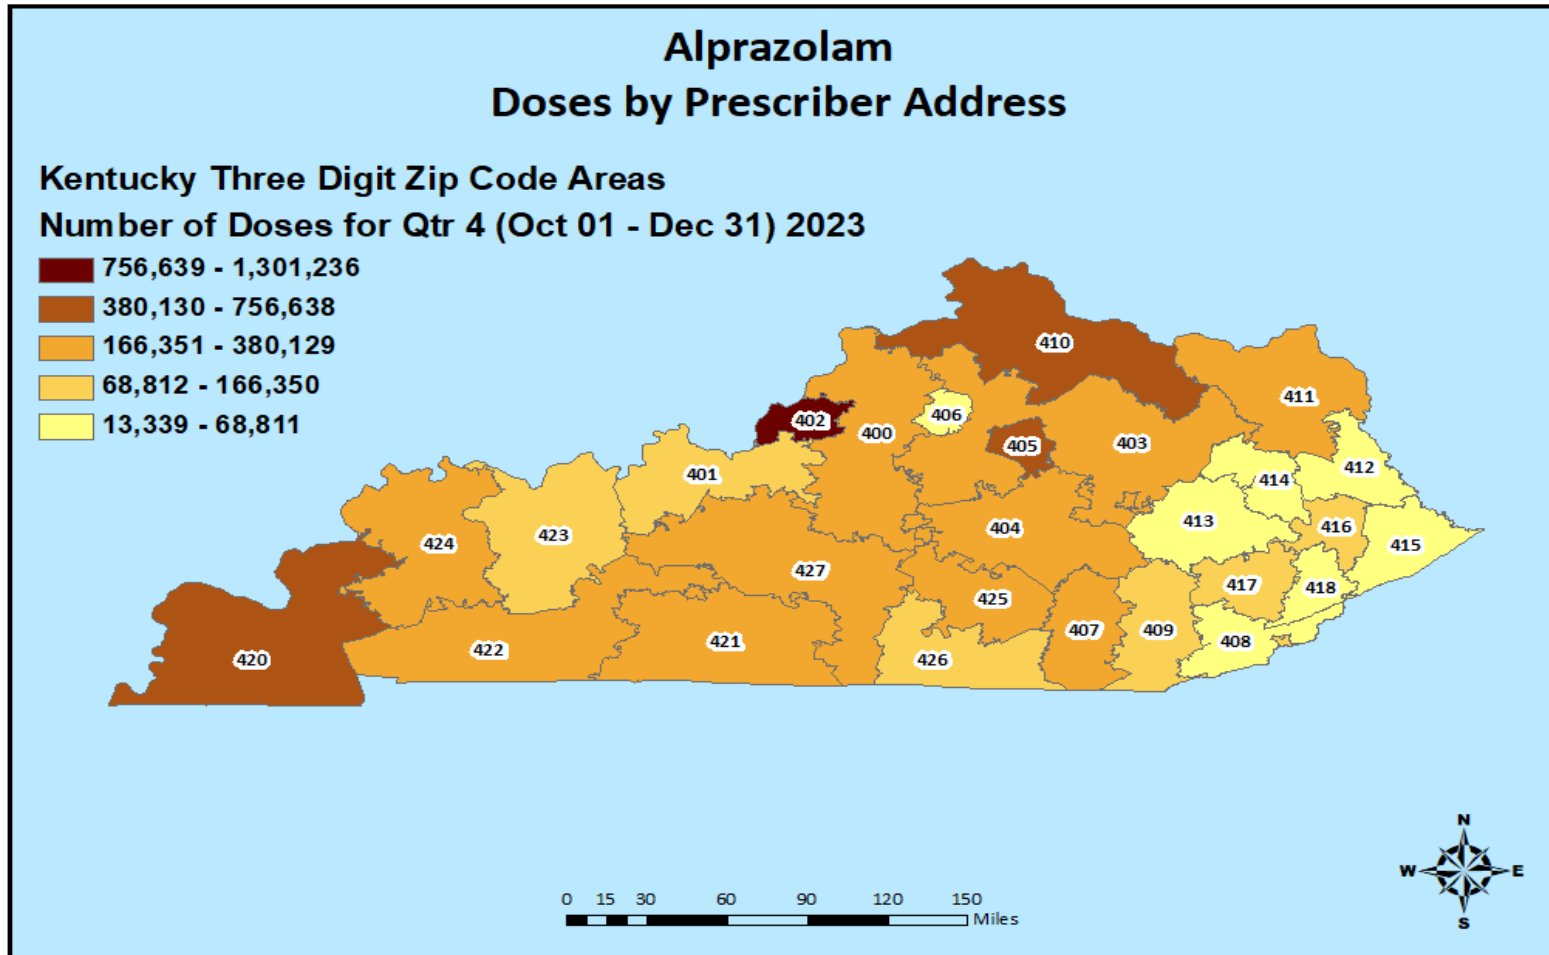 Alprazolam
Doses by Prescriber Address
Kentucky Three Digit Zip Code Areas
Number of Doses for Qtr 4 (Oct 01 - Dec 31) 2023
756,639 - 1,301,236
380,130 - 756,638
166,351 - 380,129
68,812 - 166,350
13,339 - 68,811
410
411
402
406
400
405
403
401
414
412
413
404
416
415
424
423
427
425
417
418
407
409
408
420
422
421
426
N
W E
S
0 15 30 60 90 120 150
Miles